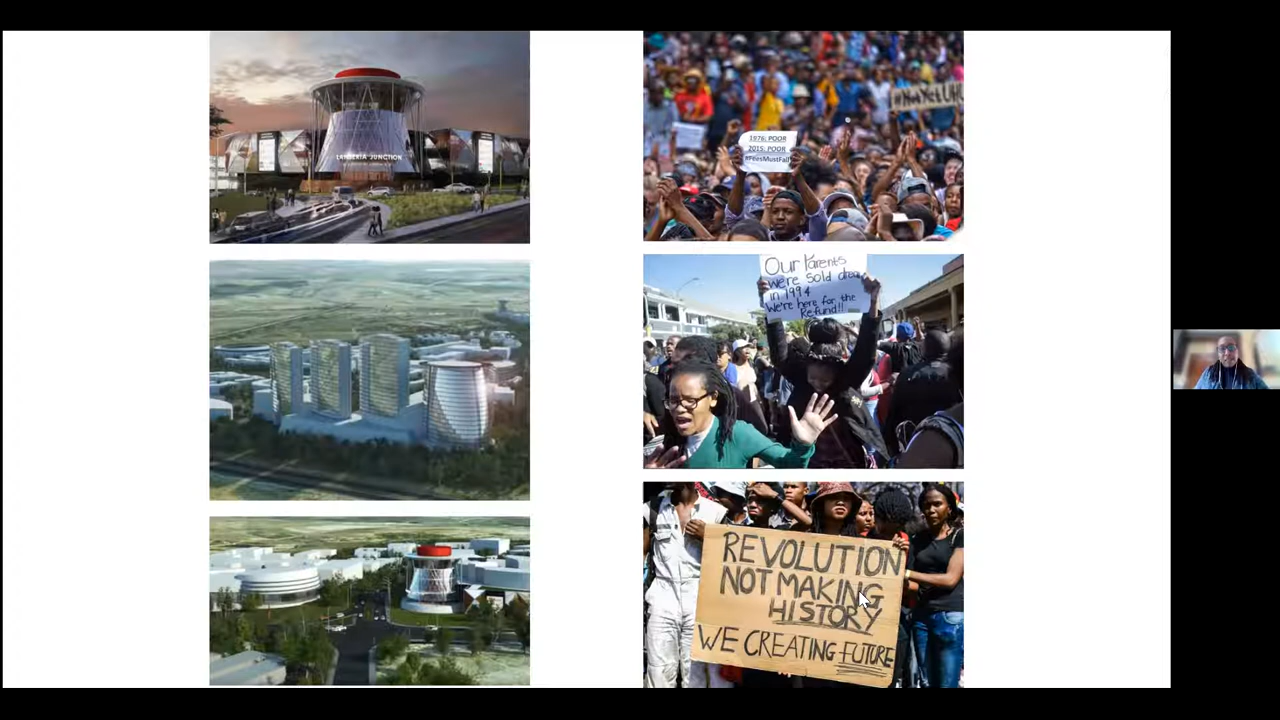 LANSERIA JUNCTION
1976: POOR
2015: POOR
#FeesMustFall
Our Parents
were sold
in 1994
We're here for the
Refund!!
REVOLUTION
NOT MAKING
HISTORY
WE CREATING FUTURE